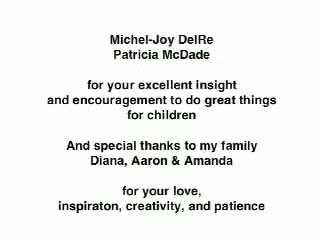 Michel-Joy DelRe
Patricia McDade
for your excellent insight
and encouragement to do great things
for children
And special thanks to my family
Diana, Aaron & Amanda
for your love,
inspiraton, creativity, and patience